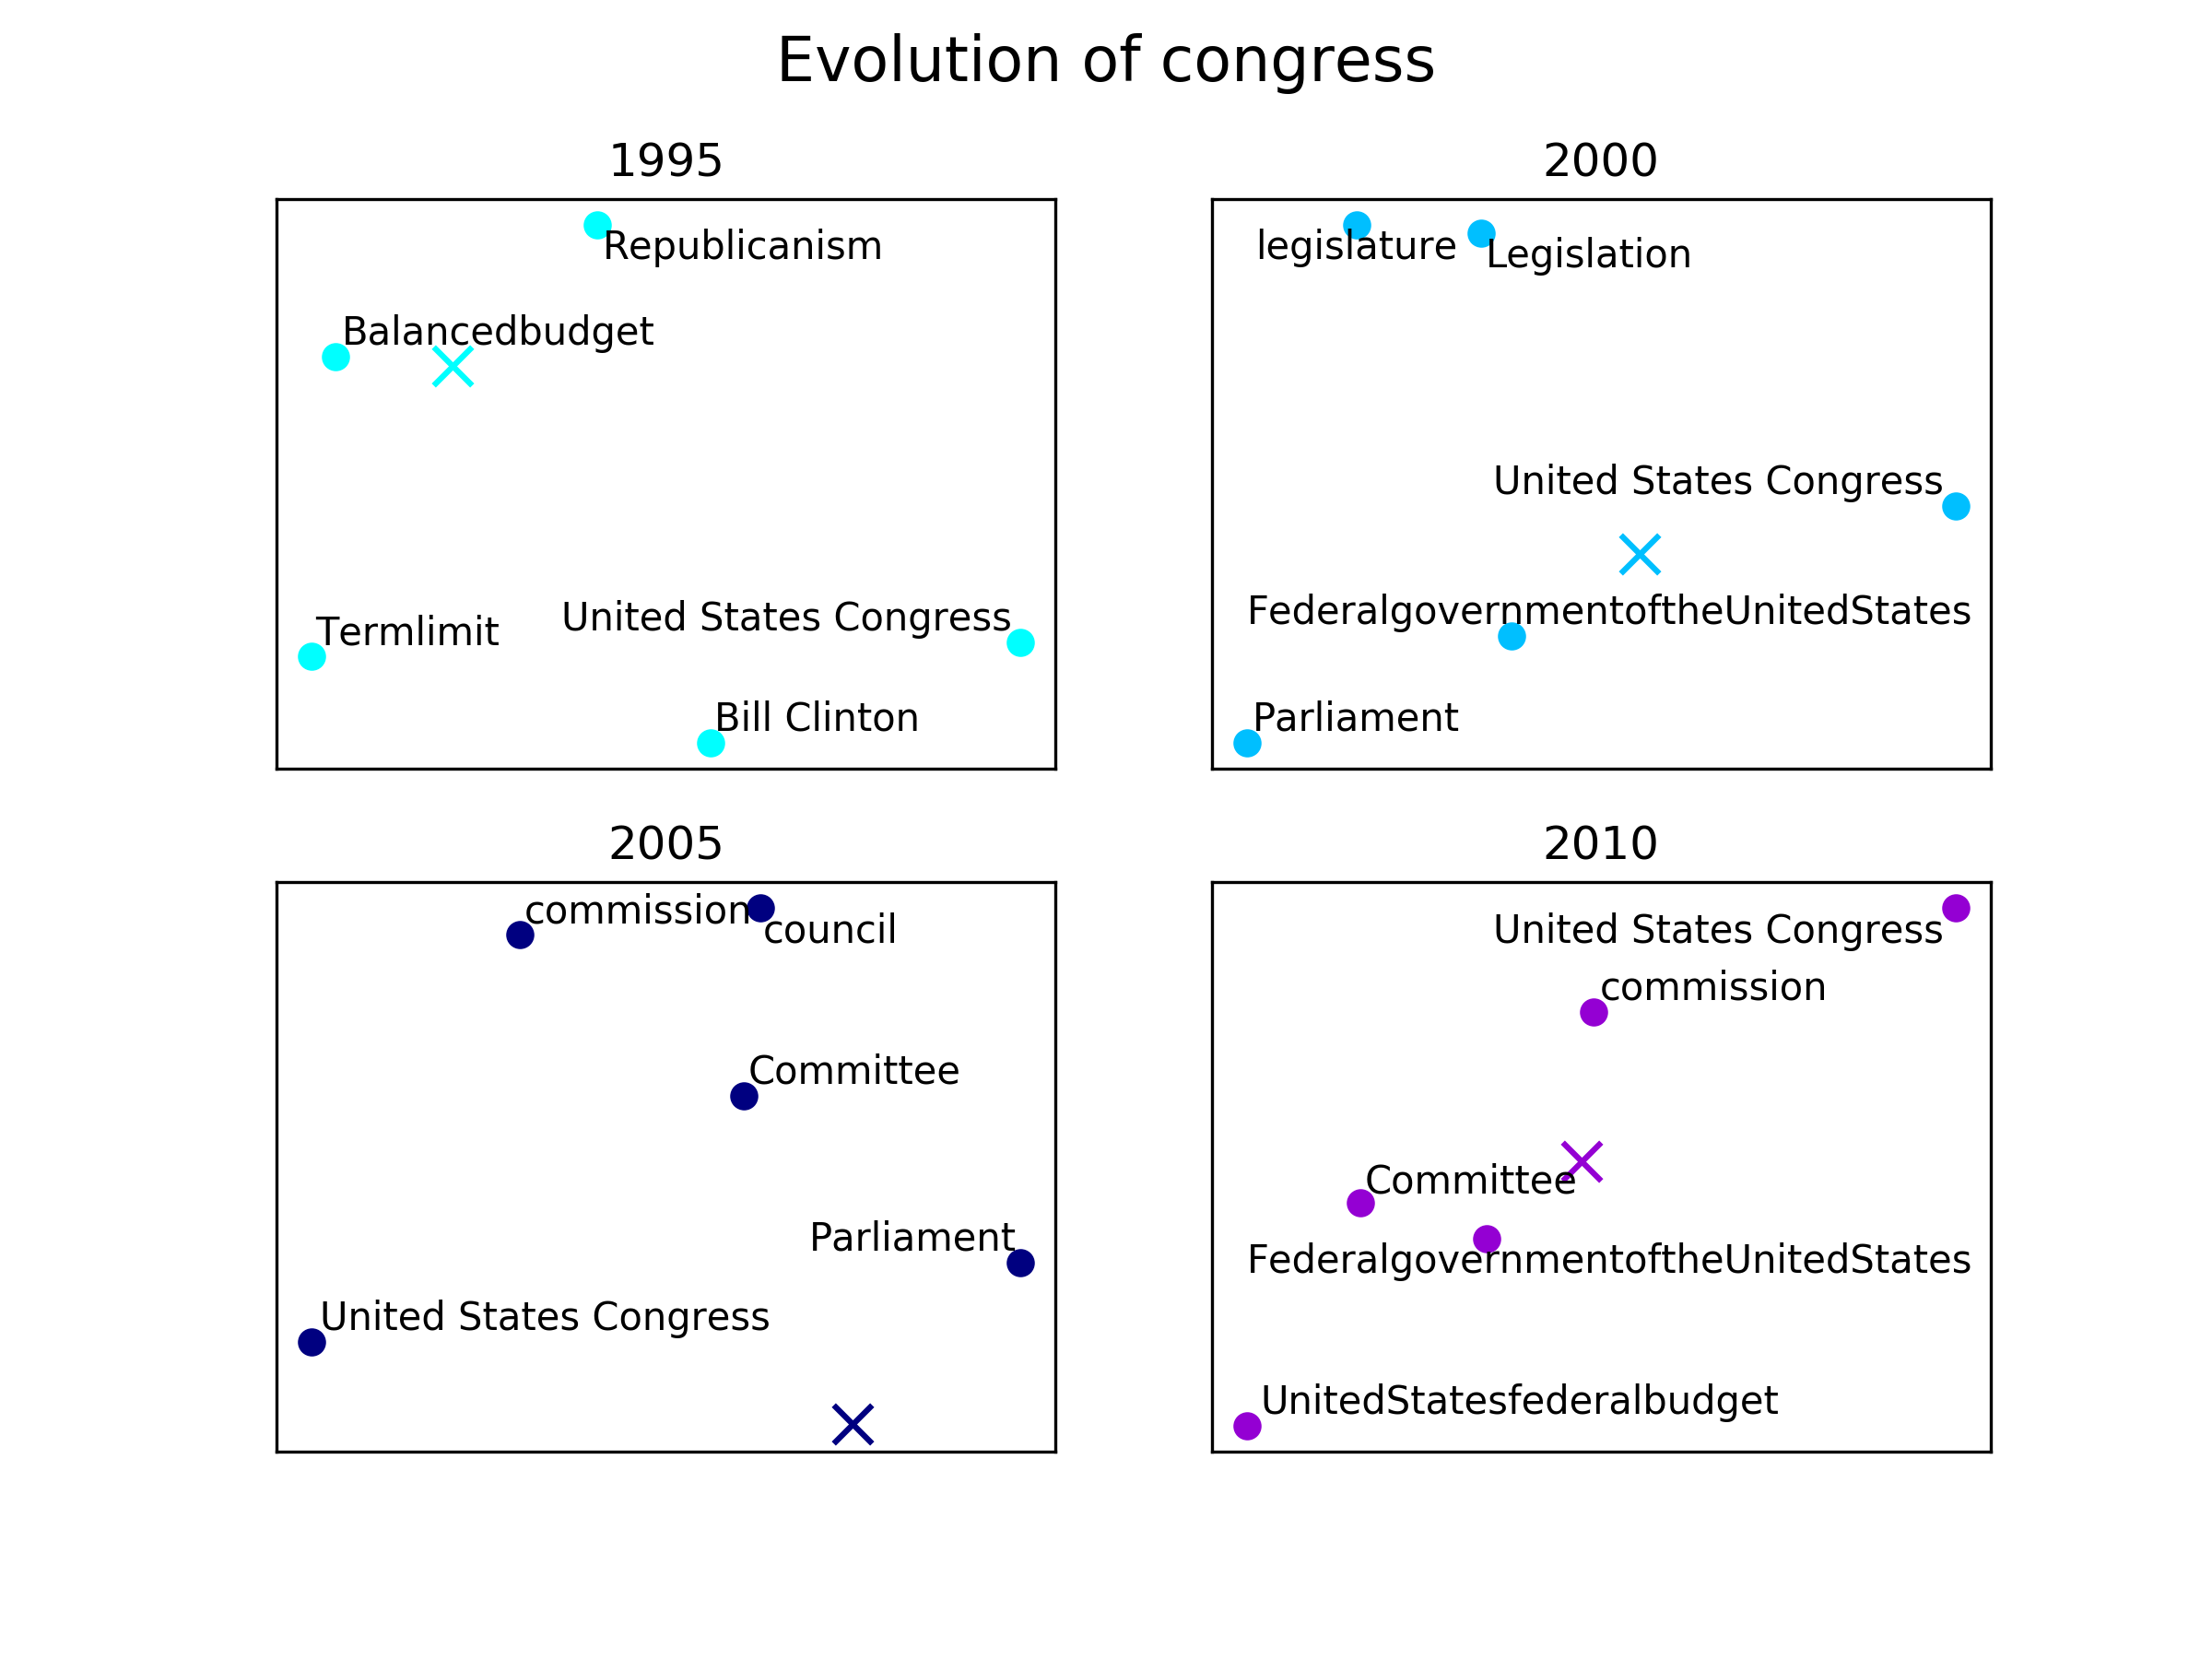 Evolution of congress
1995
Republicanism
Balancedbudget
Termlimit
United States Congress
Bill Clinton
2000
legislature
Legislation
United States Congress
FederalgovernmentoftheUnitedStates
Parliament
2005
commission
council
Committee
Parliament
United States Congress
2010
United States Congress
commission
Committee
FederalgovernmentoftheUnitedStates
UnitedStatesfederalbudget